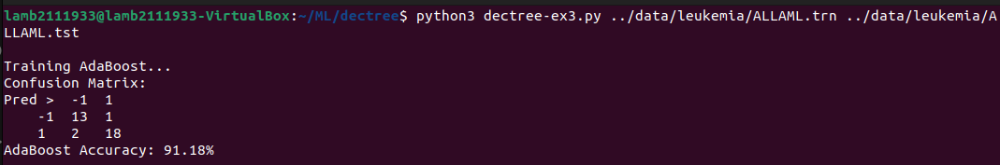 lamb2111933@lamb2111933-VirtualBox:~/ML/dectree$ python3 dectree-ex3.py ../data/leukemia/ALLAML.trn ../data/leukemia/A
LLAML.tst

Training AdaBoost...
Confusion Matrix:
Pred >  -1  1
    -1  13  1
    1   2   18
AdaBoost Accuracy: 91.18%